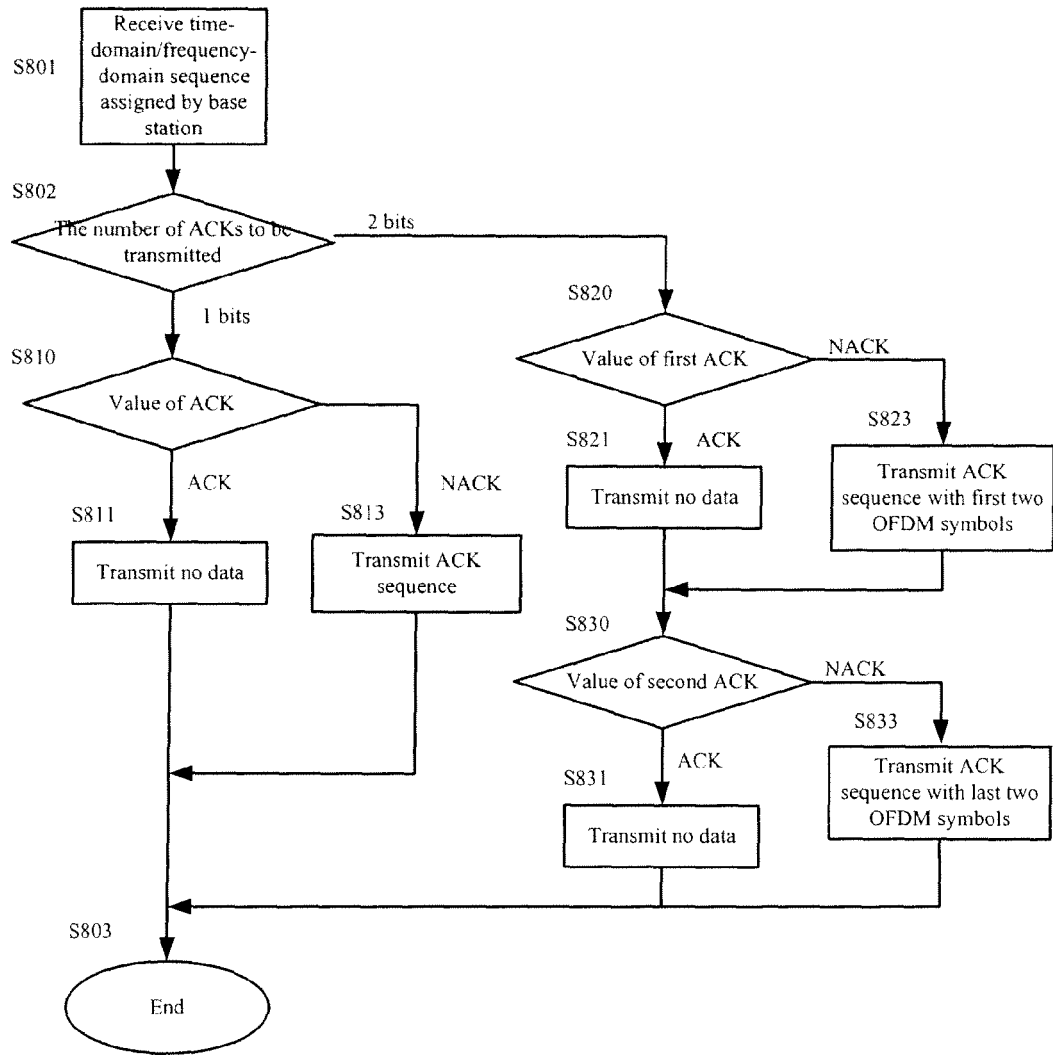 Receive time-
domain/frequency-
domain sequence
assigned by base
station
S801
S802
The number of ACKs to be
transmitted
2 bits
1 bits
S810
Value of ACK
ACK
NACK
S811
Transmit no data
S813
Transmit ACK
sequence
S820
Value of first ACK
NACK
S821
ACK
Transmit no data
S823
Transmit ACK
sequence with first two
OFDM symbols
S830
Value of second ACK
NACK
S831
ACK
Transmit no data
S833
Transmit ACK
sequence with last two
OFDM symbols
S803
End